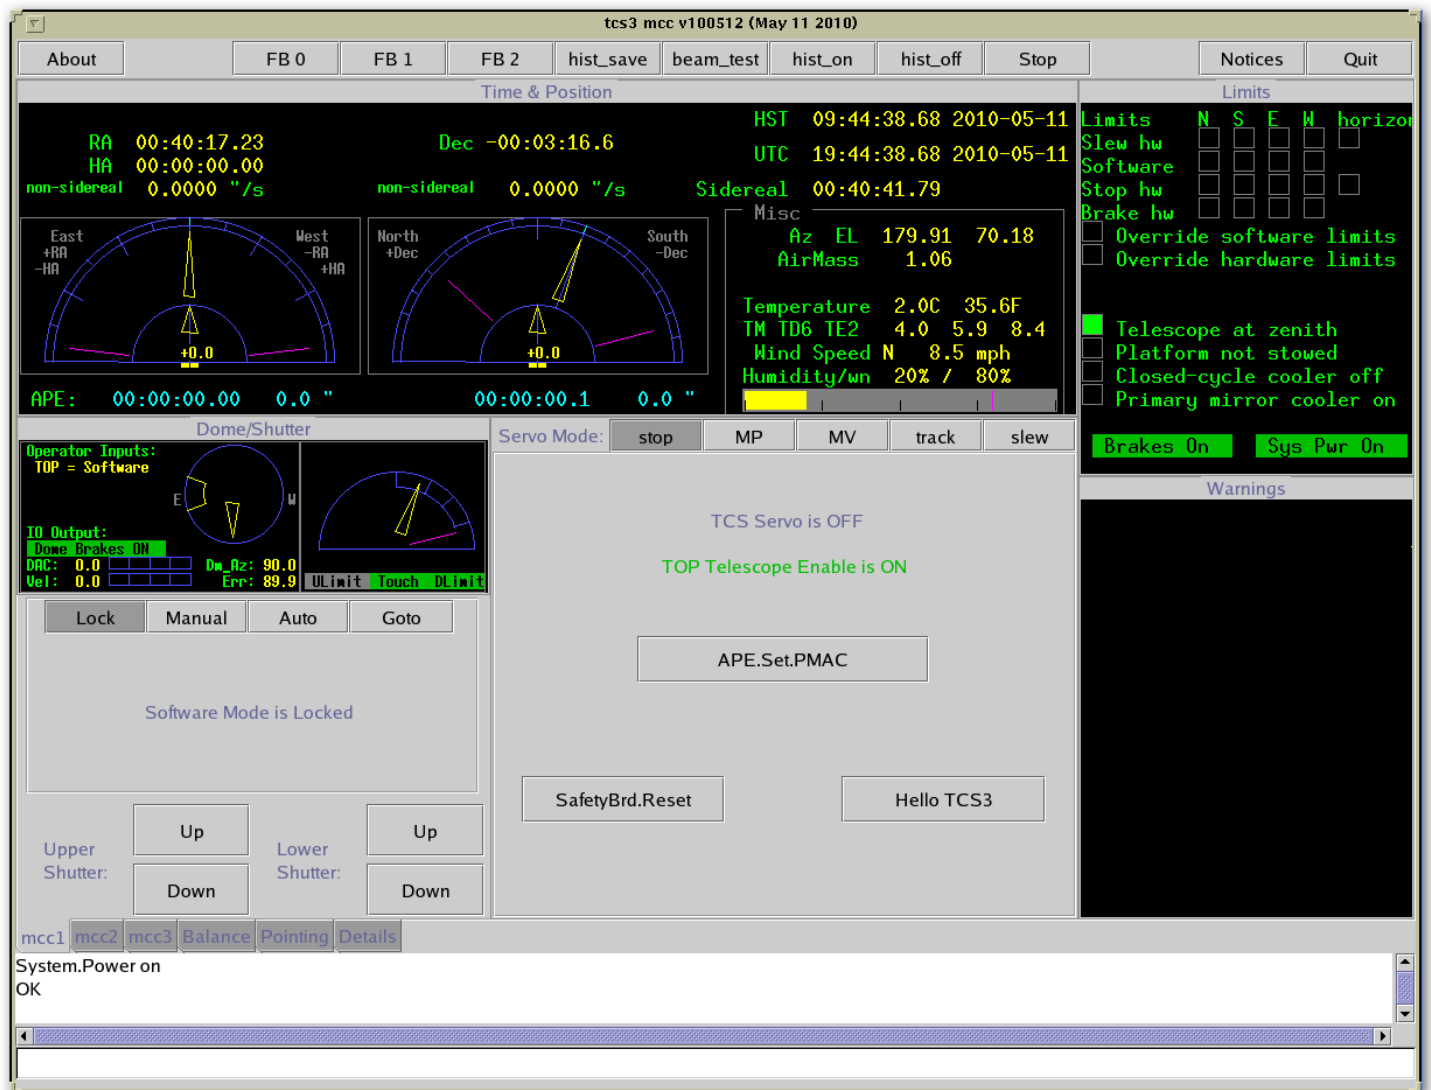 tcs3 mcc v100512 (May 11 2010)
About FB 0 FB 1 FB 2 hist_save beam_test hist_on hist_off Stop Notices Quit
Time & Position
RA 00:40:17.23 Dec -00:03:16.6
HA 00:00:00.00
non-sidereal 0.0000 "/s non-sidereal 0.0000 "/s
HST 09:44:38.68 2010-05-11
UTC 19:44:38.68 2010-05-11
Sidereal 00:40:41.79
East West
+RA -RA
-HA +HA
+0.0
North South
+Dec -Dec
+0.0
APE: 00:00:00.00 0.0 " 00:00:00.1 0.0 "
Misc
Az EL 179.91 70.18
AirMass 1.06
Temperature 2.0C 35.6F
TM TD6 TE2 4.0 5.9 8.4
Wind Speed N 8.5 mph
Humidity/wn 20% / 80%
Limits
Limits N S E W horizor
Slew hw
Software
Stop hw
Brake hw
Override software limits
Override hardware limits
Telescope at zenith
Platform not stowed
Closed-cycle cooler off
Primary mirror cooler on
Brakes On Sys Pwr On
Warnings
Dome/Shutter
Operator Inputs:
TOP = Software
E W
IO Output:
Dome Brakes ON
DAC: 0.0 Dm_Az: 90.0
Vel: 0.0 Err: 89.9
ULimit Touch DLimit
Lock Manual Auto Goto
Software Mode is Locked
Upper Shutter: Up Down
Lower Shutter: Up Down
Servo Mode: stop MP MV track slew
TCS Servo is OFF
TOP Telescope Enable is ON
APE.Set.PMAC
SafetyBrd.Reset Hello TCS3
mcc1 mcc2 mcc3 Balance Pointing Details
System.Power on
OK